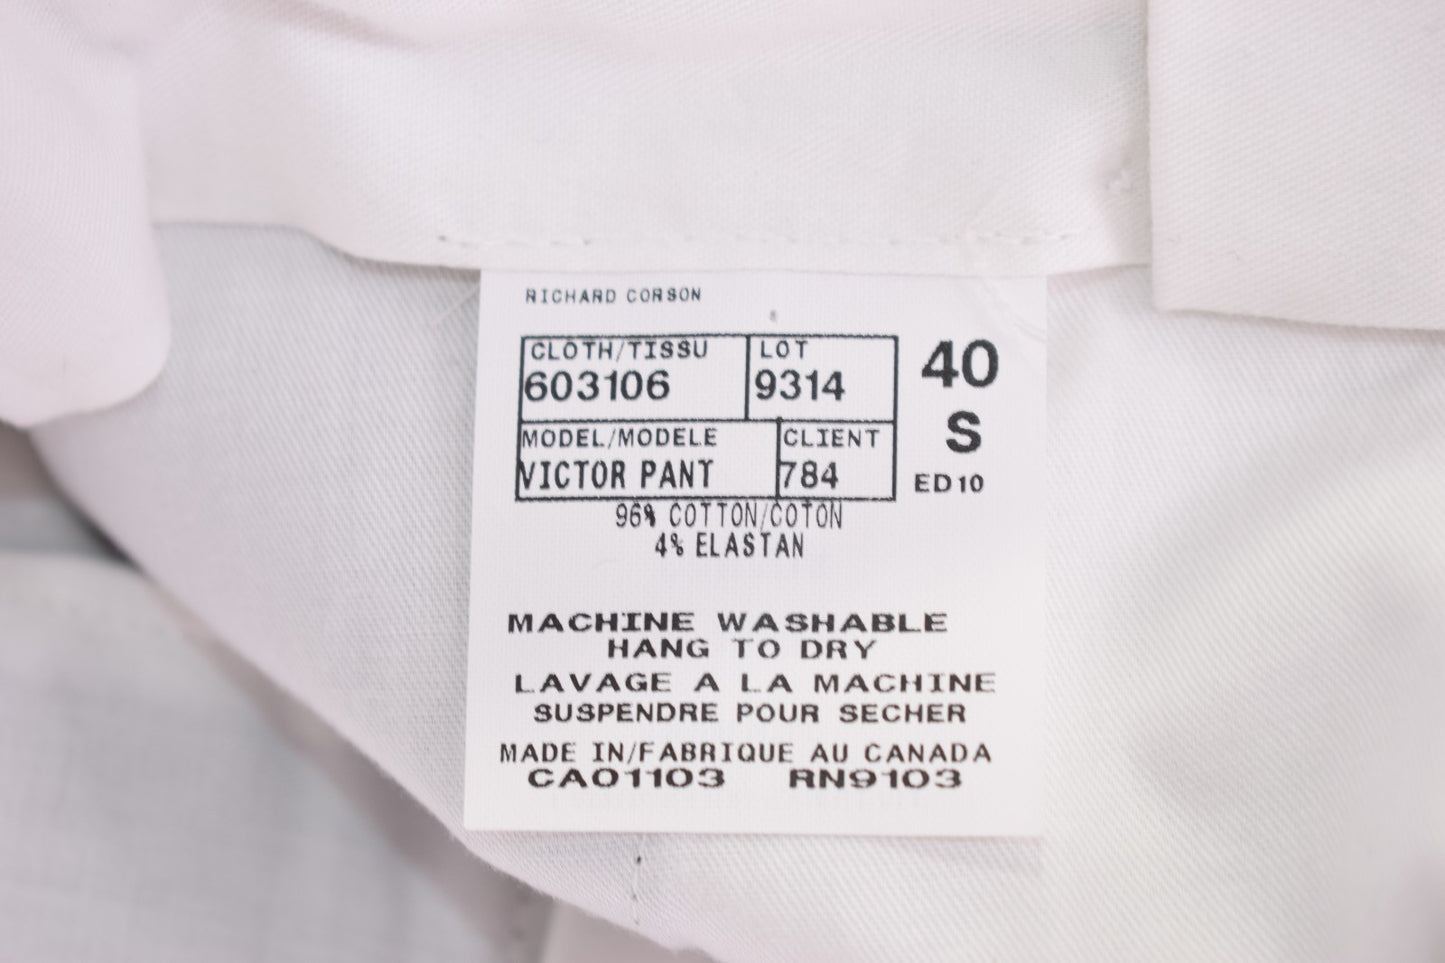 RICHARD CORSON
CLOTH/TISSU LOT
603106 9314
40
MODEL/MODELE CLIENT
S
VICTOR PANT 784
ED10
96% COTTON/COTON
4% ELASTAN
MACHINE WASHABLE
HANG TO DRY
LAVAGE A LA MACHINE
SUSPENDRE POUR SECHER
MADE IN/FABRIQUE AU CANADA
CA01103 RN9103